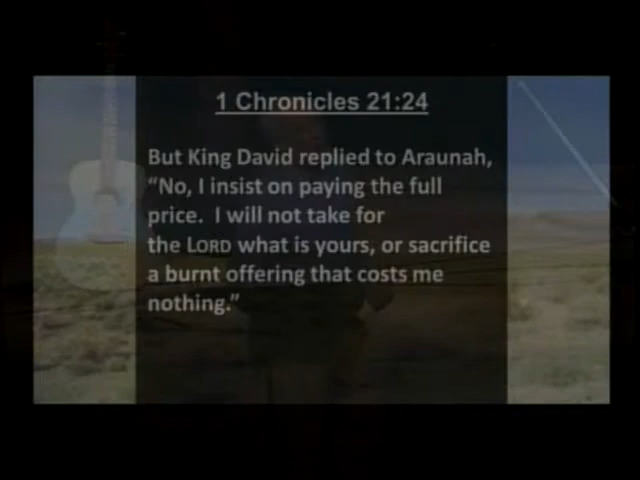 1 Chronicles 21:24
But King David replied to Araunah,
“No, I insist on paying the full
price.  I will not take for
the LORD what is yours, or sacrifice
a burnt offering that costs me
nothing.”